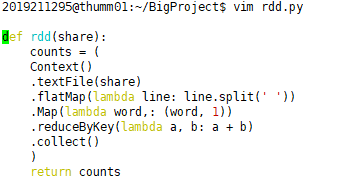 2019211295@thumm01:~/BigProject$ vim rdd.py
def rdd(share):
    counts = (
    Context()
    .textFile(share)
    .flatMap(lambda line: line.split(' '))
    .Map(lambda word,: (word, 1))
    .reduceByKey(lambda a, b: a + b)
    .collect()
    )
    return counts